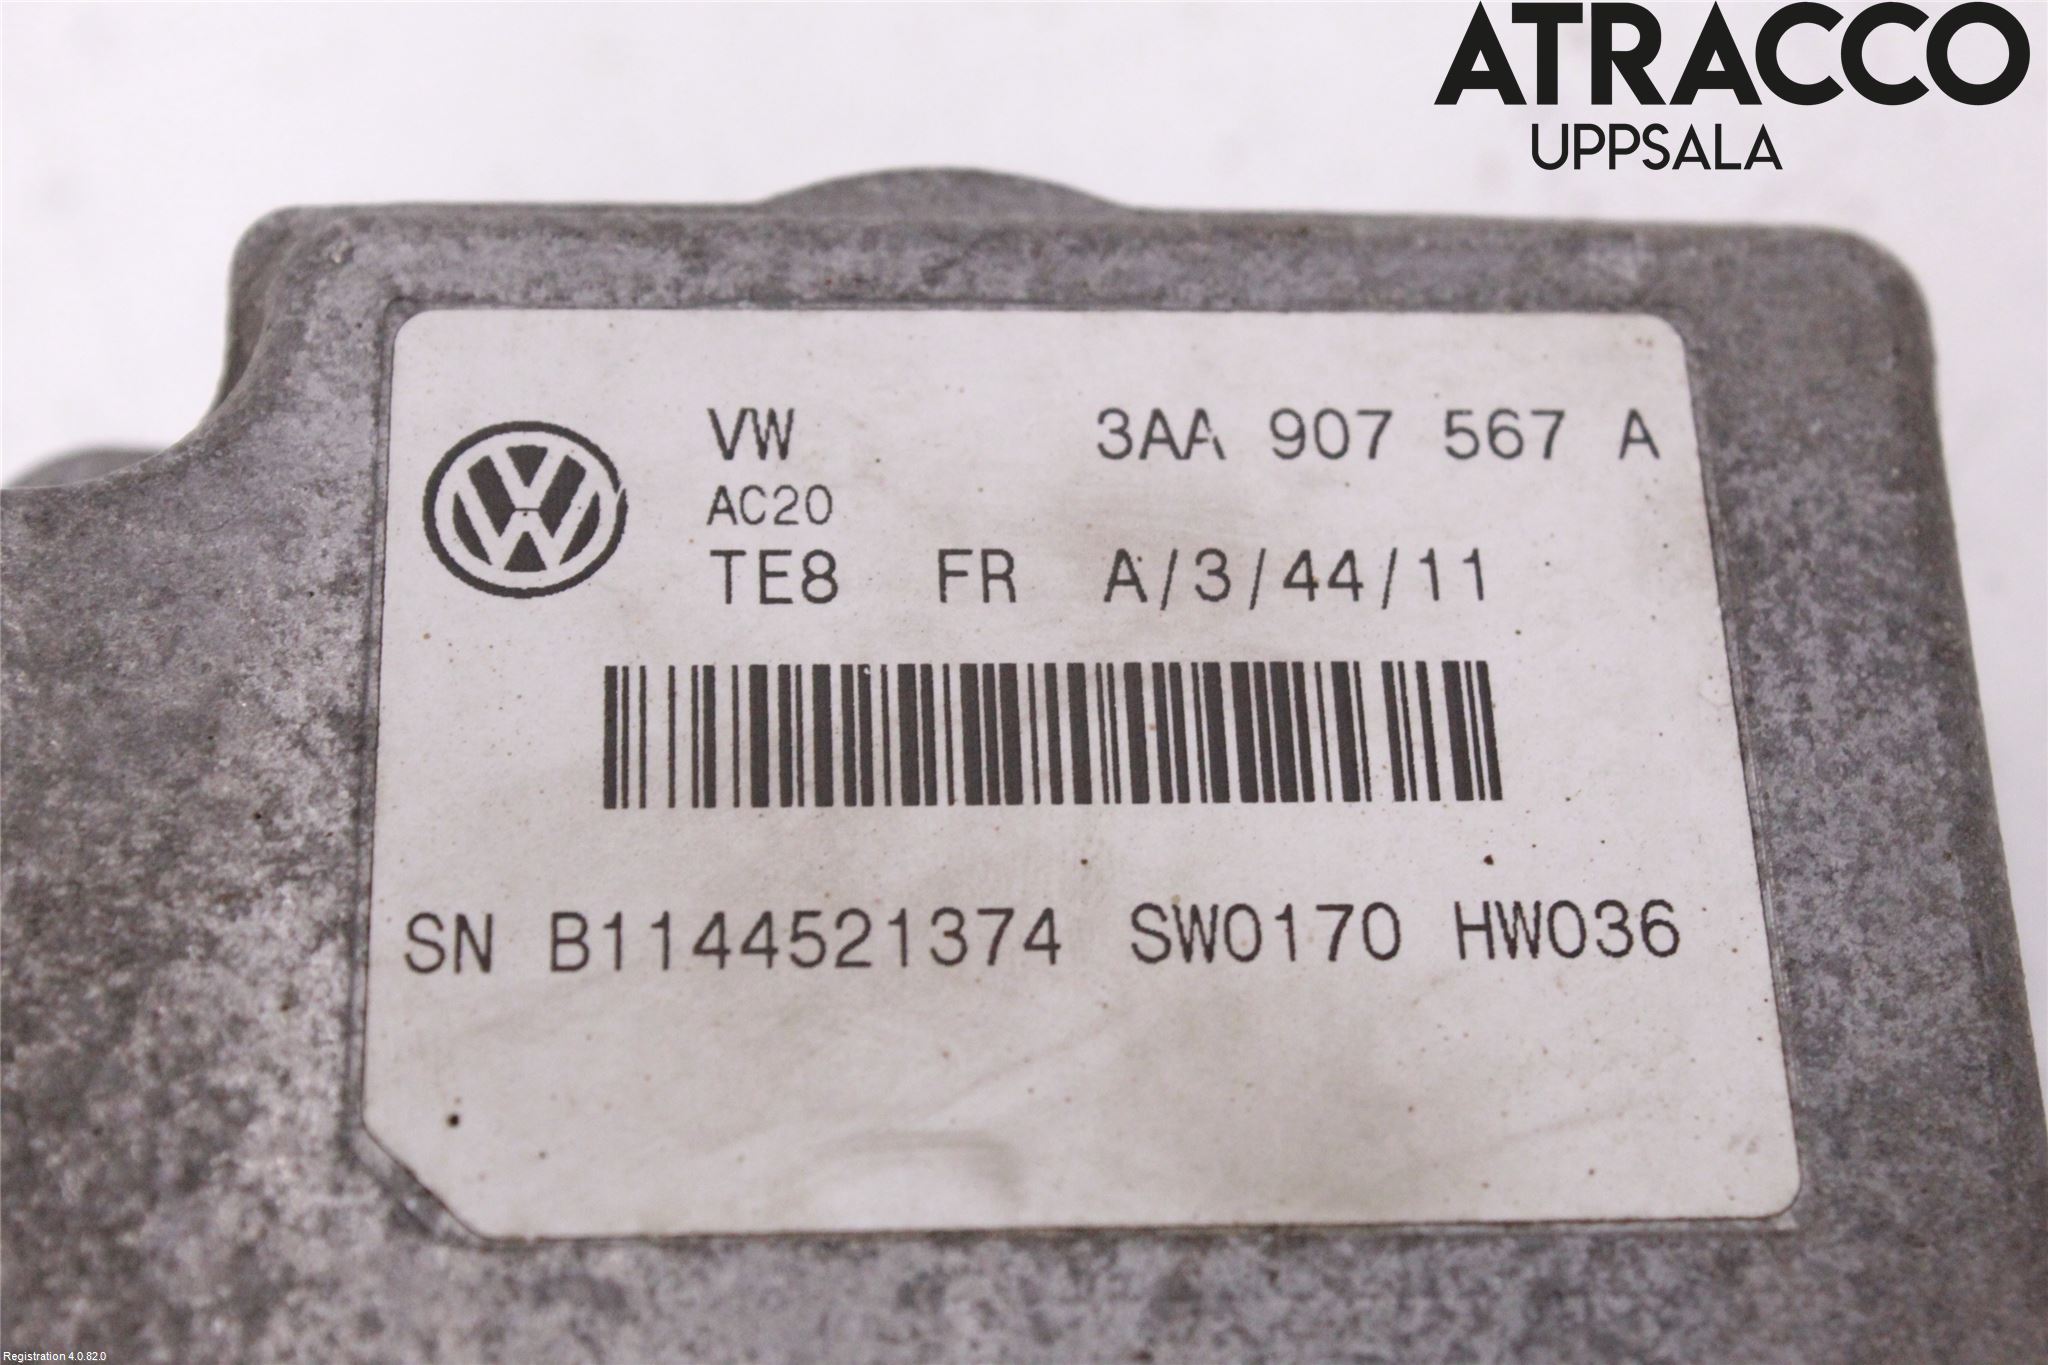 ATRACCO
UPPSALA
VW 3AA 907 567 A
AC20
TE8 FR A/3/44/11
SN B1144521374 SW0170 HW036
Registration 4.0.82.0